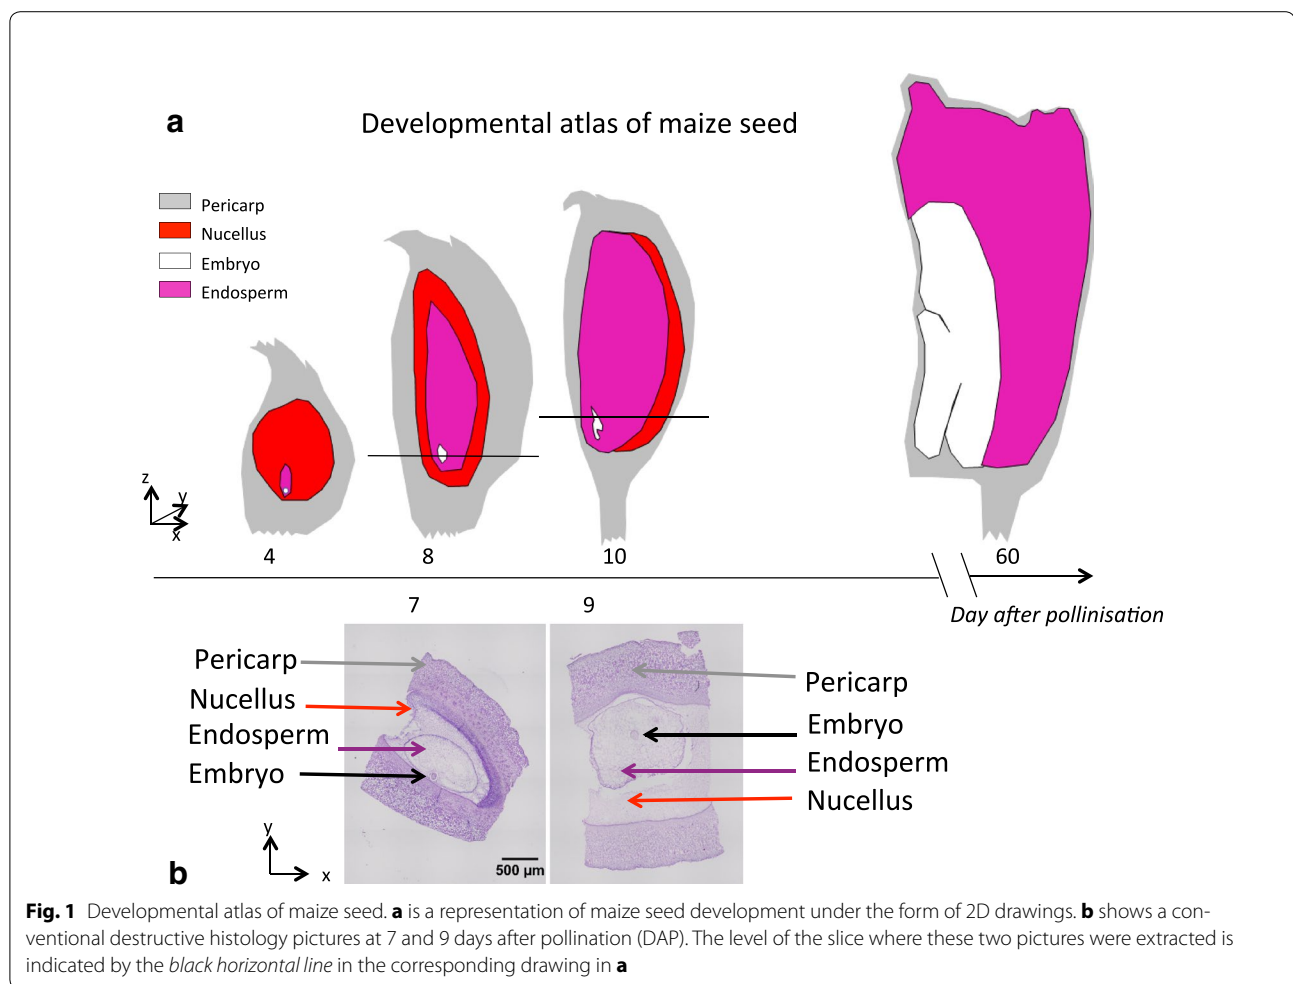 a
Developmental atlas of maize seed
Pericarp
Nucellus
Embryo
Endosperm
z
y
x
4
8
10
60
7
9
Day after pollinisation
Pericarp
Nucellus
Endosperm
Embryo
Pericarp
Embryo
Endosperm
Nucellus
y
x
500 µm
b
Fig. 1 Developmental atlas of maize seed. a is a representation of maize seed development under the form of 2D drawings. b shows a con-
ventional destructive histology pictures at 7 and 9 days after pollination (DAP). The level of the slice where these two pictures were extracted is
indicated by the black horizontal line in the corresponding drawing in a